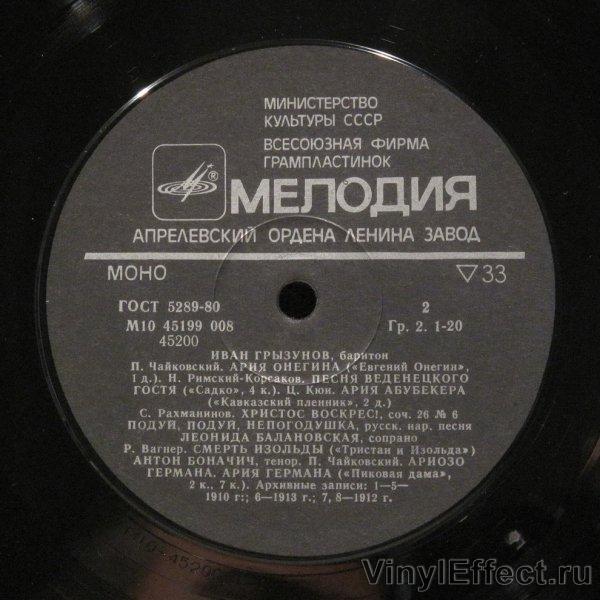 МИНИСТЕРСТВО
КУЛЬТУРЫ СССР
ВСЕСОЮЗНАЯ ФИРМА
ГРАМПЛАСТИНОК
®
МЕЛОДИЯ
АПРЕЛЕВСКИЙ ОРДЕНА ЛЕНИНА ЗАВОД
МОНО ▽33
ГОСТ 5289-80 2
М10 45199 008 Гр. 2. 1-20
45200
ИВАН ГРЫЗУНОВ, баритон
П. Чайковский. АРИЯ ОНЕГИНА («Евгений Онегин»,
1 д.). Н. Римский-Корсаков. ПЕСНЯ ВЕДЕНЕЦКОГО
ГОСТЯ («Садко», 4 к.). Ц. Кюи. АРИЯ АБУБЕКЕРА
(«Кавказский пленник», 2 д.)
С. Рахманинов. ХРИСТОС ВОСКРЕС!, соч. 26 № 6
ПОДУЙ, ПОДУЙ, НЕПОГОДУШКА, русск. нар. песня
ЛЕОНИДА БАЛАНОВСКАЯ, сопрано
Р. Вагнер. СМЕРТЬ ИЗОЛЬДЫ («Тристан и Изольда»)
АНТОН БОНАЧИЧ, тенор. П. Чайковский. АРИОЗО
ГЕРМАНА, АРИЯ ГЕРМАНА («Пиковая дама»,
2 к., 7 к.). Архивные записи: 1—5—
1910 г.; 6—1913 г.; 7, 8—1912 г.
М10-45200
VinylEffect.ru